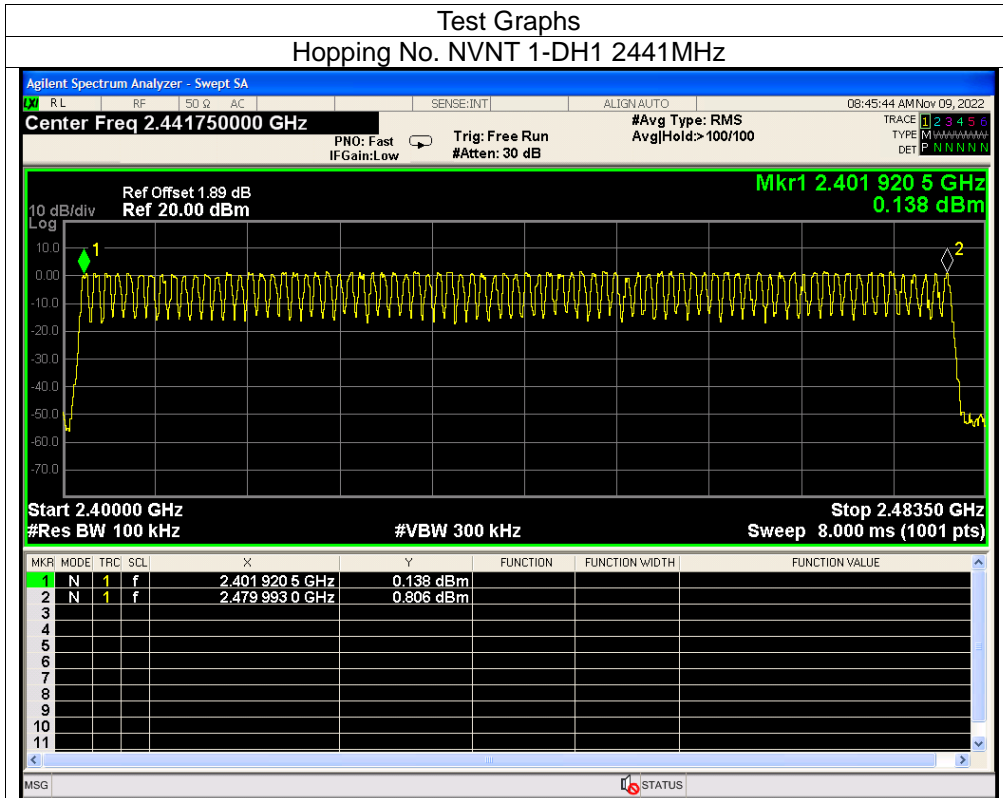 Test Graphs
Hopping No. NVNT 1-DH1 2441MHz
Agilent Spectrum Analyzer - Swept SA
LXI RL RF 50 Ω AC SENSE:INT ALIGN AUTO 08:45:44 AM Nov 09, 2022
Center Freq 2.441750000 GHz
PNO: Fast
IFGain:Low
Trig: Free Run
#Atten: 30 dB
#Avg Type: RMS
Avg|Hold:>100/100
TRACE 1 2 3 4 5 6
TYPE M
DET P N N N N N
Mkr1 2.401 920 5 GHz
0.138 dBm
Ref Offset 1.89 dB
10 dB/div Ref 20.00 dBm
Log
10.0
0.00
-10.0
-20.0
-30.0
-40.0
-50.0
-60.0
-70.0
1
2
Start 2.40000 GHz Stop 2.48350 GHz
#Res BW 100 kHz #VBW 300 kHz Sweep 8.000 ms (1001 pts)
MKR MODE TRC SCL X Y FUNCTION FUNCTION WIDTH FUNCTION VALUE
1 N 1 f 2.401 920 5 GHz 0.138 dBm
2 N 1 f 2.479 993 0 GHz 0.806 dBm
3
4
5
6
7
8
9
10
11
MSG STATUS